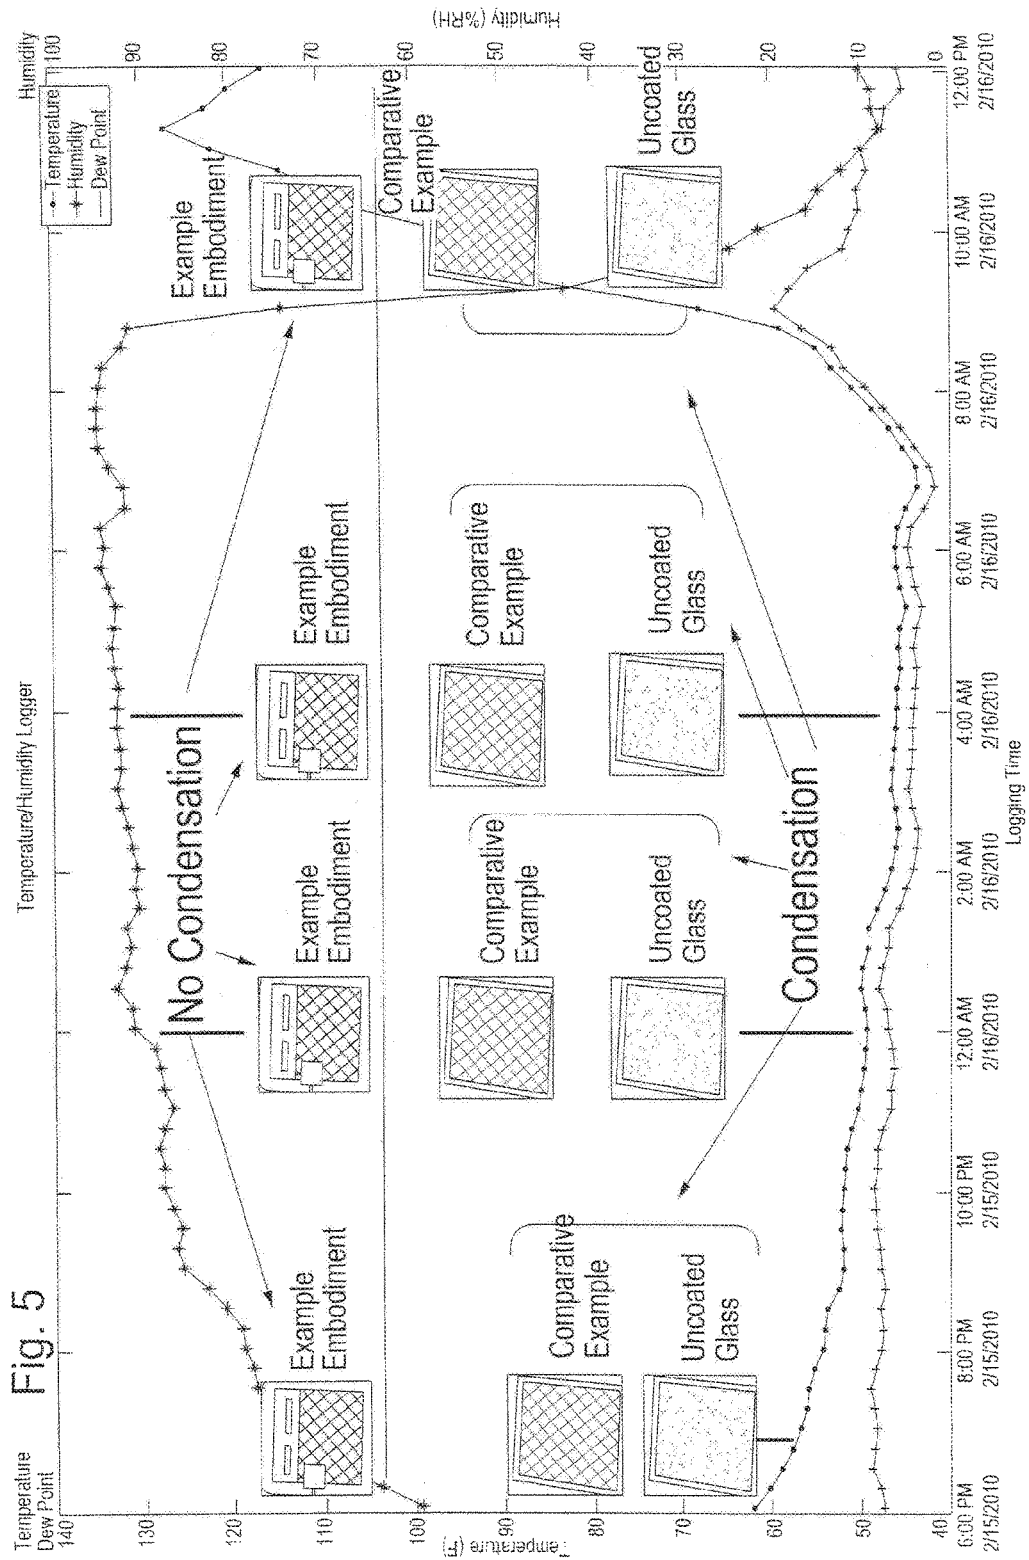 Fig. 5
Temperature/Humidity Logger
Temperature
Dew Point
Humidity
Temperature
Humidity
Dew Point
140
130
120
110
100
90
80
70
60
50
40
Temperature (F)
100
90
80
70
60
50
40
30
20
10
0
Humidity (%RH)
No Condensation
Example
Embodiment
Example
Embodiment
Example
Embodiment
Example
Embodiment
Comparative
Example
Comparative
Example
Comparative
Example
Comparative
Example
Uncoated
Glass
Uncoated
Glass
Uncoated
Glass
Uncoated
Glass
Condensation
6:00 PM
2/15/2010
8:00 PM
2/15/2010
10:00 PM
2/15/2010
12:00 AM
2/16/2010
2:00 AM
2/16/2010
4:00 AM
2/16/2010
6:00 AM
2/16/2010
8:00 AM
2/16/2010
10:00 AM
2/16/2010
12:00 PM
2/16/2010
Logging Time